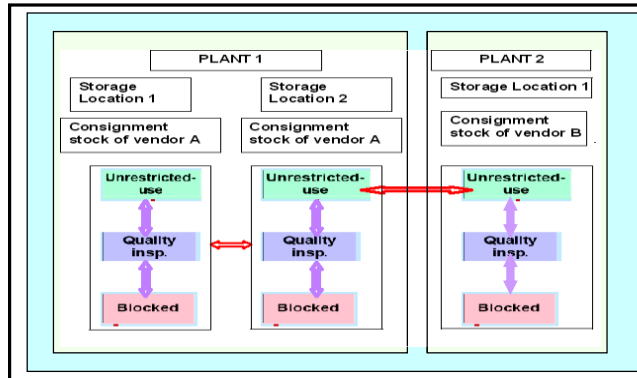 PLANT 1
Storage
Location 1
Storage
Location 2
Consignment
stock of vendor A
Consignment
stock of vendor A
Unrestricted-
use
Quality
insp.
Blocked
Unrestricted-
use
Quality
insp.
Blocked
PLANT 2
Storage Location 1
Consignment
stock of vendor B
Unrestricted-
use
Quality
insp.
Blocked